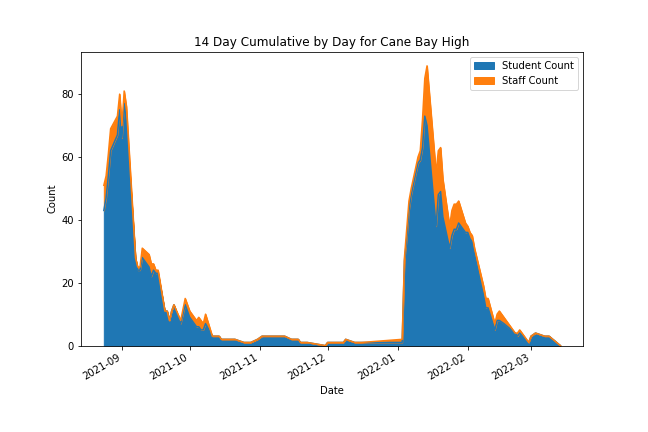 14 Day Cumulative by Day for Cane Bay High
Student Count
Staff Count
Count
80
60
40
20
0
2021-09
2021-10
2021-11
2021-12
2022-01
2022-02
2022-03
Date